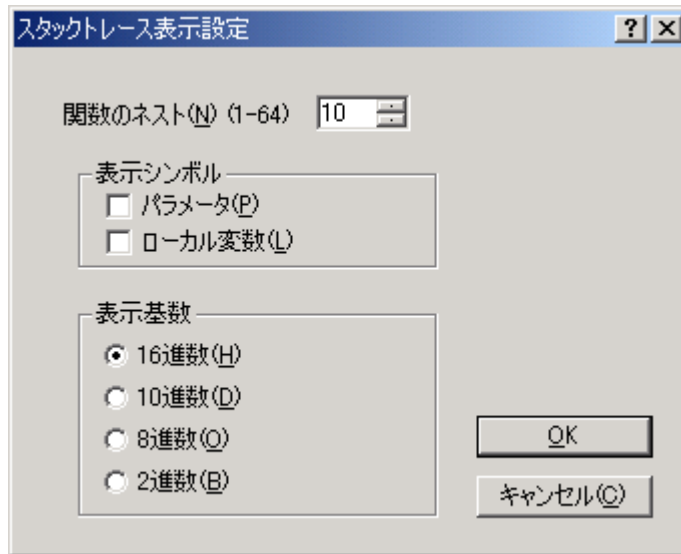 スタックトレース表示設定
関数のネスト(N) (1-64) 10
表示シンボル
パラメータ(P)
ローカル変数(L)
表示基数
16進数(H)
10進数(D)
8進数(O)
2進数(B)
OK
キャンセル(C)